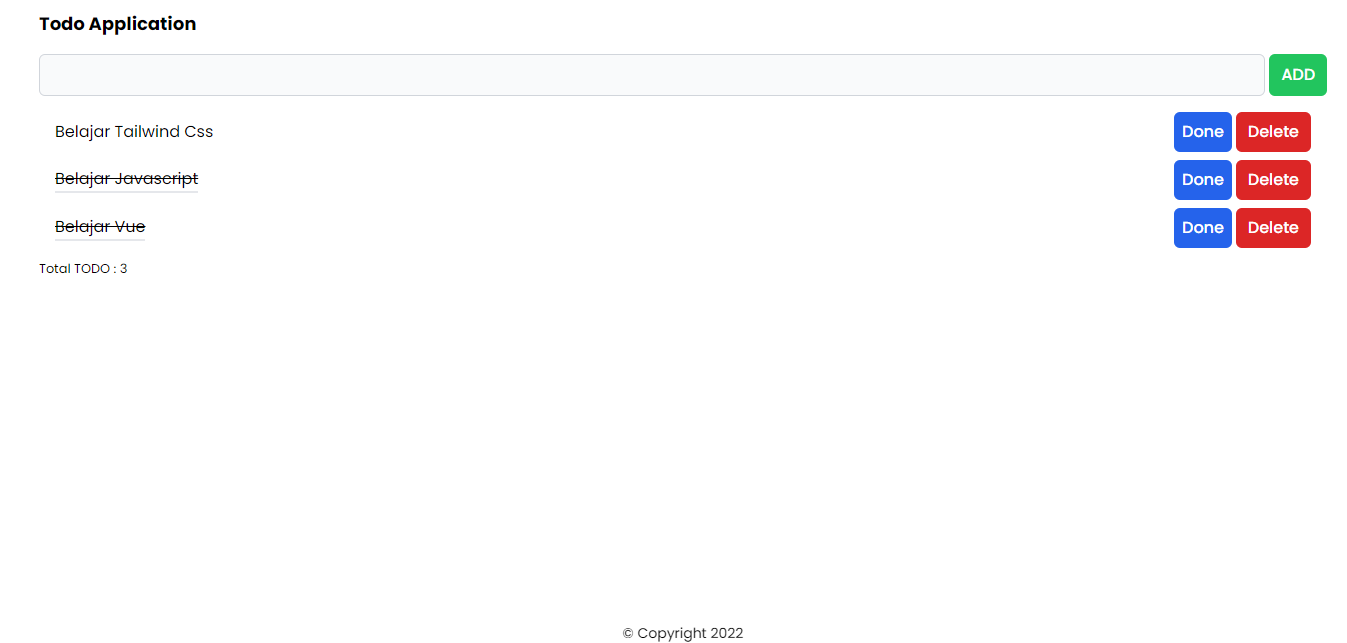 Todo Application
ADD
Belajar Tailwind Css Done Delete
Belajar Javascript Done Delete
Belajar Vue Done Delete
Total TODO : 3
© Copyright 2022